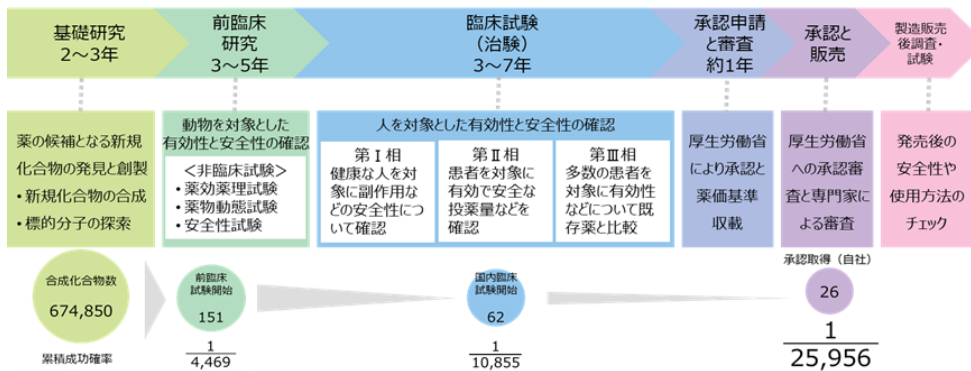 基礎研究
2～3年
前臨床
研究
3～5年
臨床試験
（治験）
3～7年
承認申請
と審査
約1年
承認と
販売
製造販売
後調査・
試験
薬の候補となる新規
化合物の発見と創製
・新規化合物の合成
・標的分子の探索
動物を対象とした
有効性と安全性の確認
＜非臨床試験＞
・薬効薬理試験
・薬物動態試験
・安全性試験
人を対象とした有効性と安全性の確認
第Ⅰ相
健康な人を対
象に副作用な
どの安全性につ
いて確認
第Ⅱ相
患者を対象に
有効で安全な
投薬量などを
確認
第Ⅲ相
多数の患者を
対象に有効性
などについて既
存薬と比較
厚生労働省
により承認と
薬価基準
収載
厚生労働省
への承認審
査と専門家に
よる審査
発売後の
安全性や
使用方法の
チェック
合成化合物数
674,850
累積成功確率
前臨床
試験開始
151
1
4,469
国内臨床
試験開始
62
1
10,855
承認取得（自社）
26
1
25,956